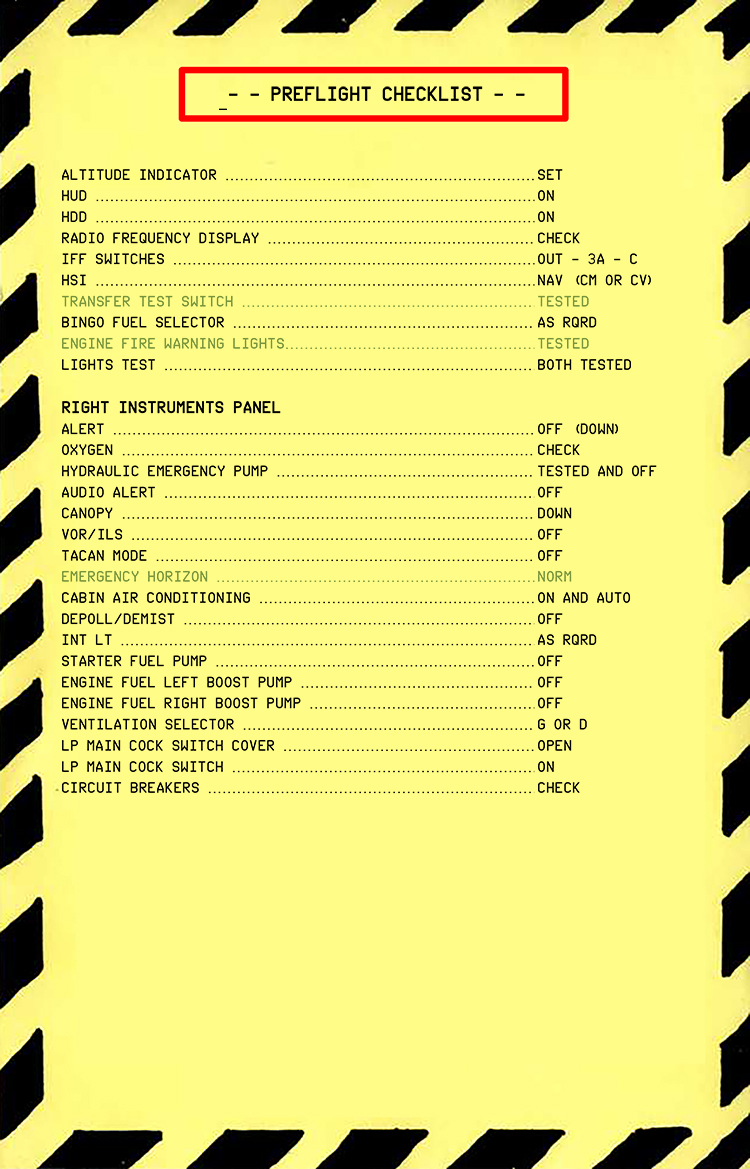 - - PREFLIGHT CHECKLIST - -
ALTITUDE INDICATOR ........ SET
HUD ........ ON
HDD ........ ON
RADIO FREQUENCY DISPLAY ........ CHECK
IFF SWITCHES ........ OUT - 3A - C
HSI ........ NAV (CM OR CV)
TRANSFER TEST SWITCH ........ TESTED
BINGO FUEL SELECTOR ........ AS RQRD
ENGINE FIRE WARNING LIGHTS........ TESTED
LIGHTS TEST ........ BOTH TESTED
RIGHT INSTRUMENTS PANEL
ALERT ........ OFF (DOWN)
OXYGEN ........ CHECK
HYDRAULIC EMERGENCY PUMP ........ TESTED AND OFF
AUDIO ALERT ........ OFF
CANOPY ........ DOWN
VOR/ILS ........ OFF
TACAN MODE ........ OFF
EMERGENCY HORIZON ........ NORM
CABIN AIR CONDITIONING ........ ON AND AUTO
DEPOLL/DEMIST ........ OFF
INT LT ........ AS RQRD
STARTER FUEL PUMP ........ OFF
ENGINE FUEL LEFT BOOST PUMP ........ OFF
ENGINE FUEL RIGHT BOOST PUMP ........ OFF
VENTILATION SELECTOR ........ G OR D
LP MAIN COCK SWITCH COVER ........ OPEN
LP MAIN COCK SWITCH ........ ON
CIRCUIT BREAKERS ........ CHECK